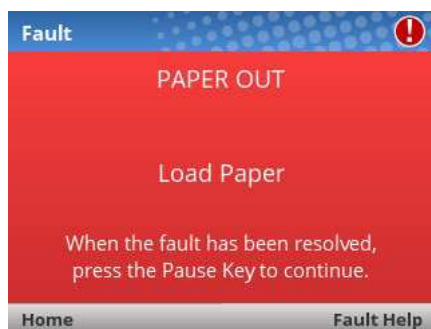 Fault
PAPER OUT
Load Paper
When the fault has been resolved,
press the Pause Key to continue.
Home Fault Help